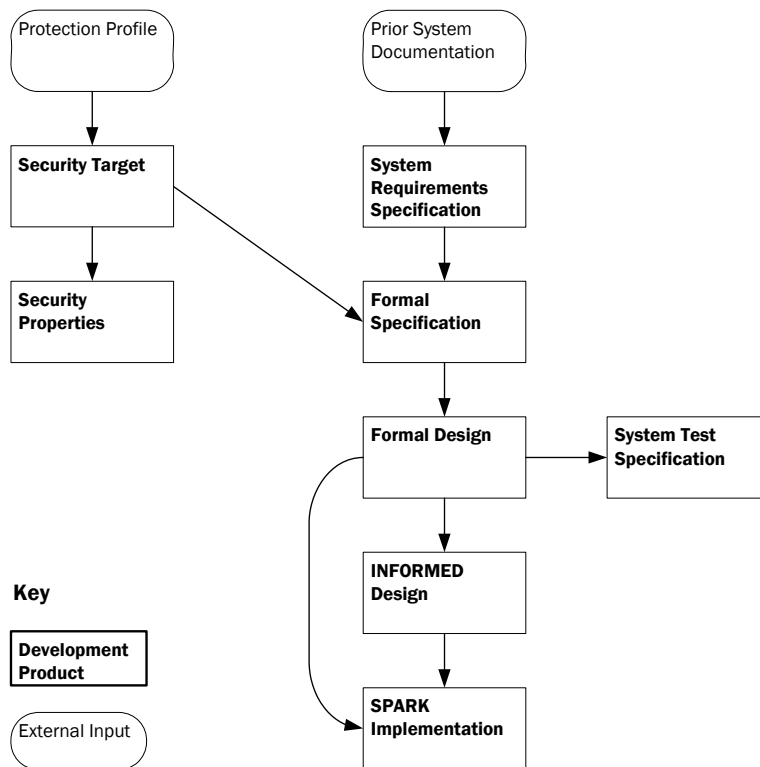 Protection Profile
Prior System
Documentation
Security Target
System
Requirements
Specification
Security
Properties
Formal
Specification
Formal Design
System Test
Specification
INFORMED
Design
Key
Development
Product
SPARK
Implementation
External Input